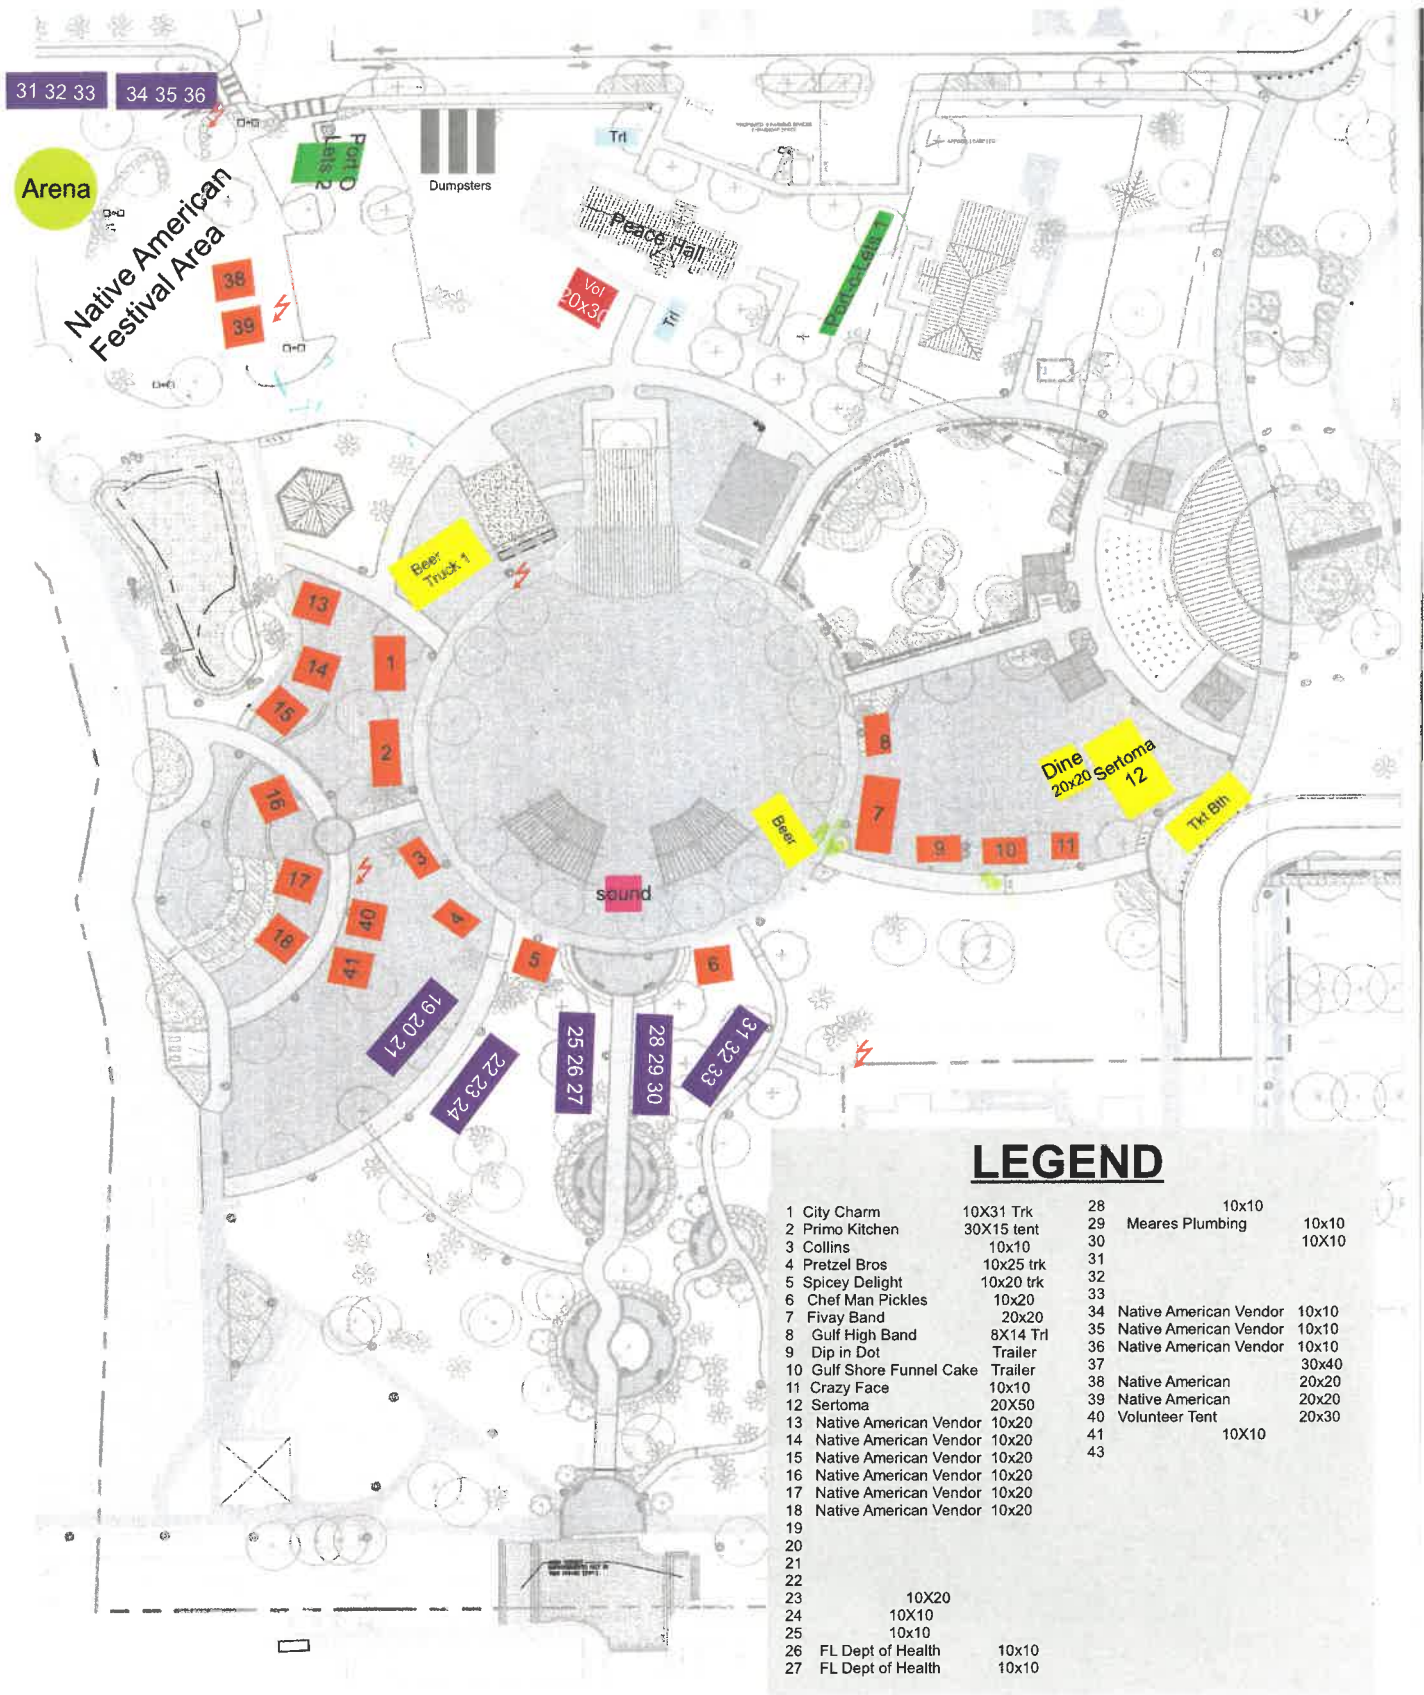 31 32 33
34 35 36
Arena
Native American
Festival Area
Port O
Lets 2
Dumpsters
Trl
Peace Hall
Vol
20x30
Trl
Port-o-Lets 1
38
39
Beer
Truck 1
13
14
15
1
2
16
17
18
3
40
41
4
5
6
sound
Beer
8
7
9
10
11
Dine
20x20
Sertoma
12
Tkt Bth
19 20 21
22 23 24
25 26 27
28 29 30
31 32 33
LEGEND
1 City Charm 10X31 Trk
2 Primo Kitchen 30X15 tent
3 Collins 10x10
4 Pretzel Bros 10x25 trk
5 Spicey Delight 10x20 trk
6 Chef Man Pickles 10x20
7 Fivay Band 20x20
8 Gulf High Band 8X14 Trl
9 Dip in Dot Trailer
10 Gulf Shore Funnel Cake Trailer
11 Crazy Face 10x10
12 Sertoma 20X50
13 Native American Vendor 10x20
14 Native American Vendor 10x20
15 Native American Vendor 10x20
16 Native American Vendor 10x20
17 Native American Vendor 10x20
18 Native American Vendor 10x20
19
20
21
22
23 10X20
24 10X10
25 10x10
26 FL Dept of Health 10x10
27 FL Dept of Health 10x10
28 10x10
29 Meares Plumbing 10x10
30 10X10
31
32
33
34 Native American Vendor 10x10
35 Native American Vendor 10x10
36 Native American Vendor 10x10
37 30x40
38 Native American 20x20
39 Native American 20x20
40 Volunteer Tent 20x30
41 10X10
43